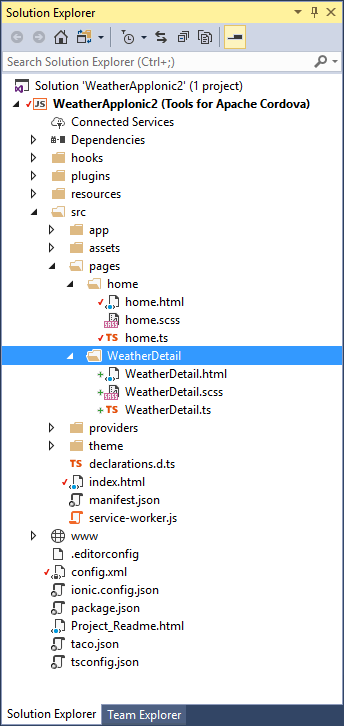 Solution Explorer
Search Solution Explorer (Ctrl+;)
Solution 'WeatherAppIonic2' (1 project)
JS WeatherAppIonic2 (Tools for Apache Cordova)
Connected Services
Dependencies
hooks
plugins
resources
src
app
assets
pages
home
home.html
home.scss
TS home.ts
WeatherDetail
WeatherDetail.html
WeatherDetail.scss
TS WeatherDetail.ts
providers
theme
TS declarations.d.ts
index.html
manifest.json
service-worker.js
www
.editorconfig
config.xml
ionic.config.json
package.json
Project_Readme.html
taco.json
tsconfig.json
Solution Explorer Team Explorer